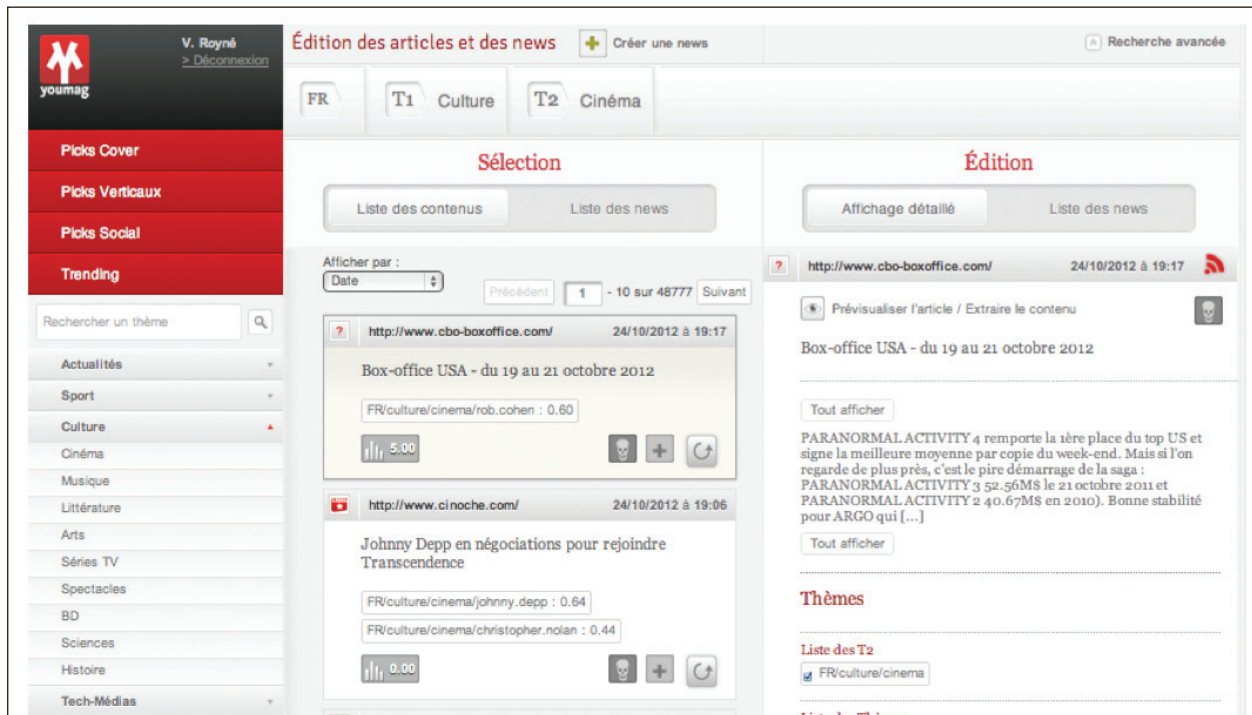 youmag
V. Royné
> Déconnexion
Picks Cover
Picks Verticaux
Picks Social
Trending
Rechercher un thème
Actualités
Sport
Culture
Cinéma
Musique
Littérature
Arts
Séries TV
Spectacles
BD
Sciences
Histoire
Tech-Médias
Édition des articles et des news
Créer une news
Recherche avancée
FR
T1 Culture
T2 Cinéma
Sélection
Liste des contenus
Liste des news
Afficher par :
Date
Précédent 1 - 10 sur 48777 Suivant
? http://www.cbo-boxoffice.com/ 24/10/2012 à 19:17
Box-office USA - du 19 au 21 octobre 2012
FR/culture/cinema/rob.cohen : 0.60
5.00
http://www.cinoche.com/ 24/10/2012 à 19:06
Johnny Depp en négociations pour rejoindre
Transcendence
FR/culture/cinema/johnny.depp : 0.64
FR/culture/cinema/christopher.nolan : 0.44
0.00
Édition
Affichage détaillé
Liste des news
? http://www.cbo-boxoffice.com/ 24/10/2012 à 19:17
Prévisualiser l'article / Extraire le contenu
Box-office USA - du 19 au 21 octobre 2012
Tout afficher
PARANORMAL ACTIVITY 4 remporte la 1ère place du top US et
signe la meilleure moyenne par copie du week-end. Mais si l'on
regarde de plus près, c'est le pire démarrage de la saga :
PARANORMAL ACTIVITY 3 52.56M$ le 21 octobre 2011 et
PARANORMAL ACTIVITY 2 40.67M$ en 2010). Bonne stabilité
pour ARGO qui [...]
Tout afficher
Thèmes
Liste des T2
FR/culture/cinema